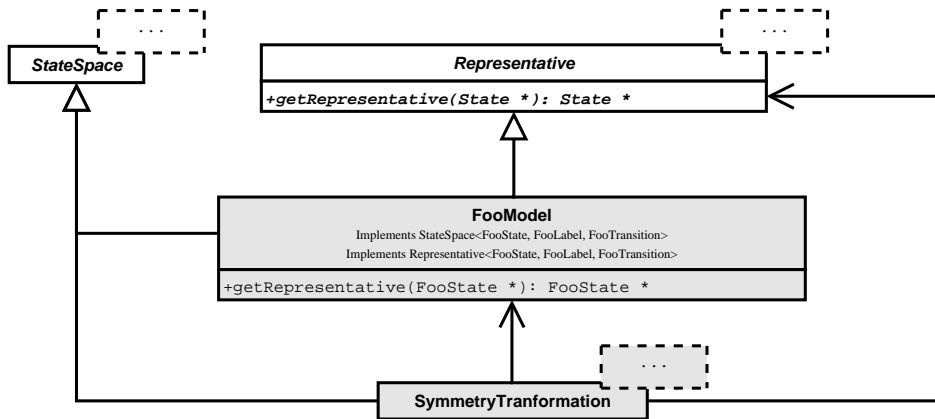 . . .
. . .
StateSpace
Representative
+getRepresentative(State *): State *
FooModel
Implements StateSpace<FooState, FooLabel, FooTransition>
Implements Representative<FooState, FooLabel, FooTransition>
+getRepresentative(FooState *): FooState *
. . .
SymmetryTranformation